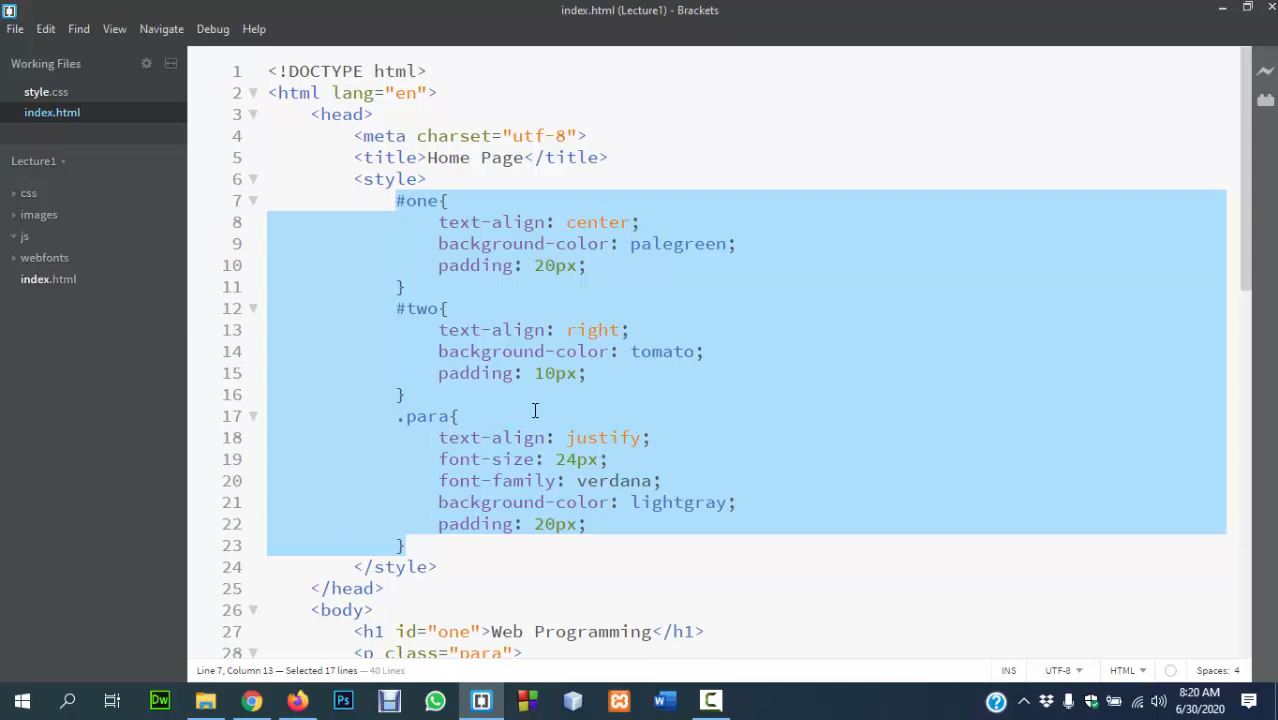 index.html (Lecture1) - Brackets
File Edit Find View Navigate Debug Help
Working Files
style.css
index.html
Lecture1
css
images
js
webfonts
index.html
1 <!DOCTYPE html>
2 <html lang="en">
3 <head>
4 <meta charset="utf-8">
5 <title>Home Page</title>
6 <style>
7 #one{
8 text-align: center;
9 background-color: palegreen;
10 padding: 20px;
11 }
12 #two{
13 text-align: right;
14 background-color: tomato;
15 padding: 10px;
16 }
17 .para{
18 text-align: justify;
19 font-size: 24px;
20 font-family: verdana;
21 background-color: lightgray;
22 padding: 20px;
23 }
24 </style>
25 </head>
26 <body>
27 <h1 id="one">Web Programming</h1>
28 <p class="para">
Line 7, Column 13 — Selected 17 lines — 40 Lines INS UTF-8 HTML Spaces: 4
Dw Ps W C
8:20 AM
6/30/2020